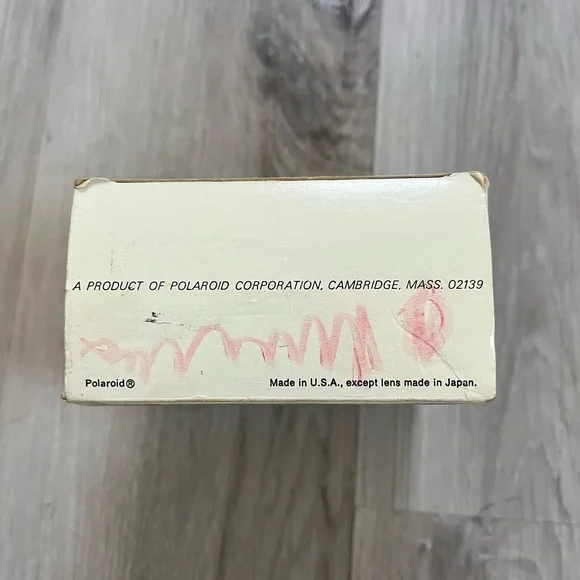 A PRODUCT OF POLAROID CORPORATION, CAMBRIDGE, MASS. 02139
Polaroid® Made in U.S.A., except lens made in Japan.